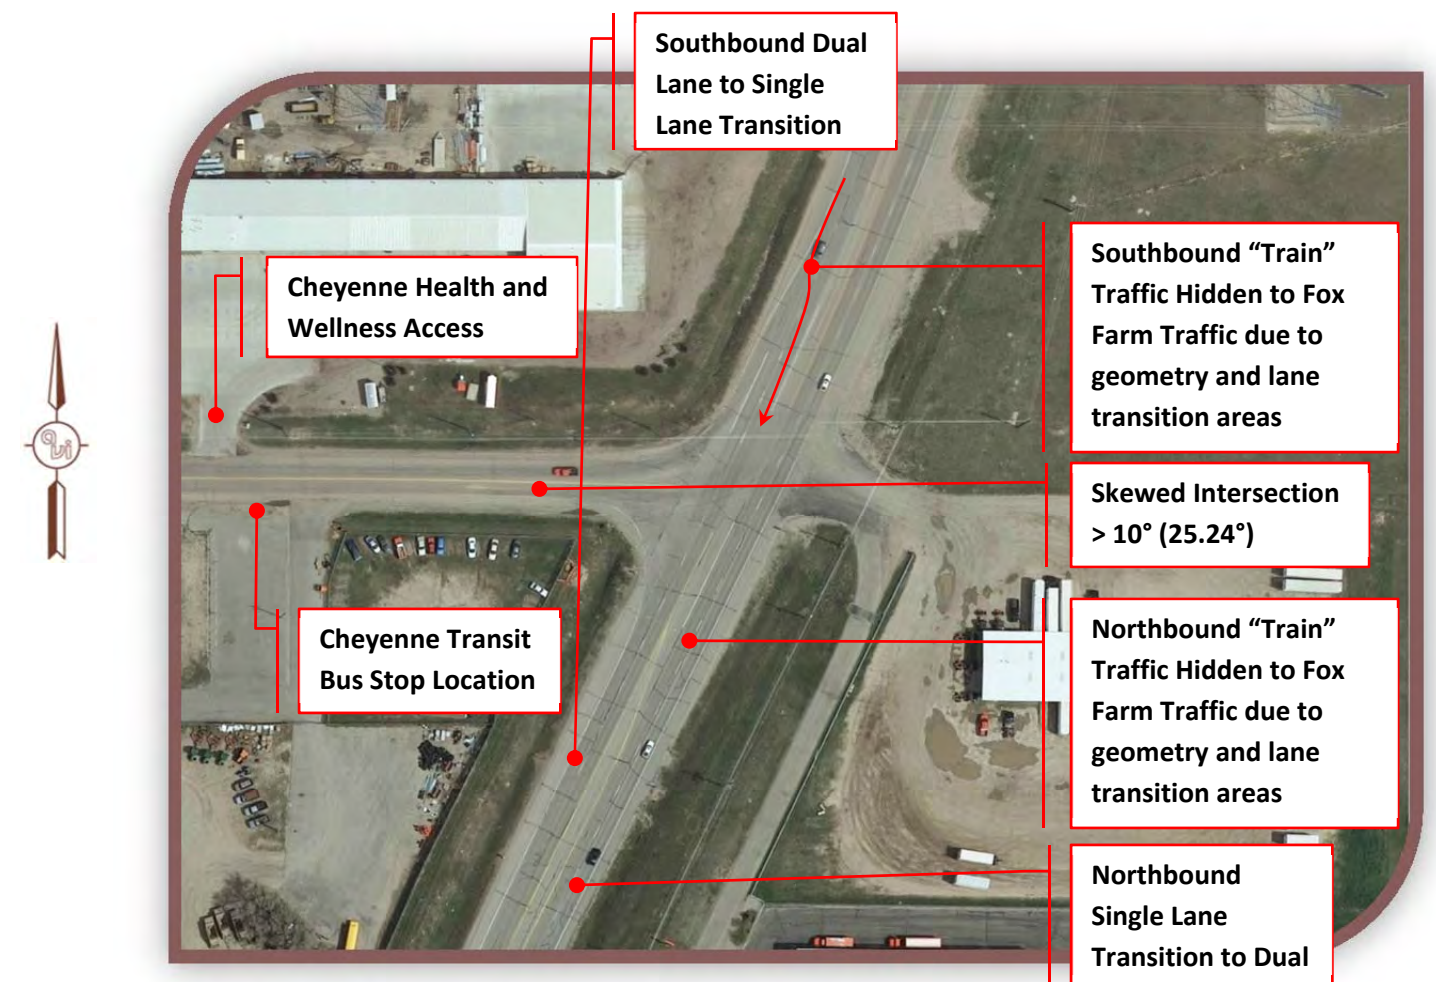 Southbound Dual
Lane to Single
Lane Transition
Southbound “Train”
Traffic Hidden to Fox
Farm Traffic due to
geometry and lane
transition areas
Cheyenne Health and
Wellness Access
Skewed Intersection
> 10° (25.24°)
Cheyenne Transit
Bus Stop Location
Northbound “Train”
Traffic Hidden to Fox
Farm Traffic due to
geometry and lane
transition areas
Northbound
Single Lane
Transition to Dual